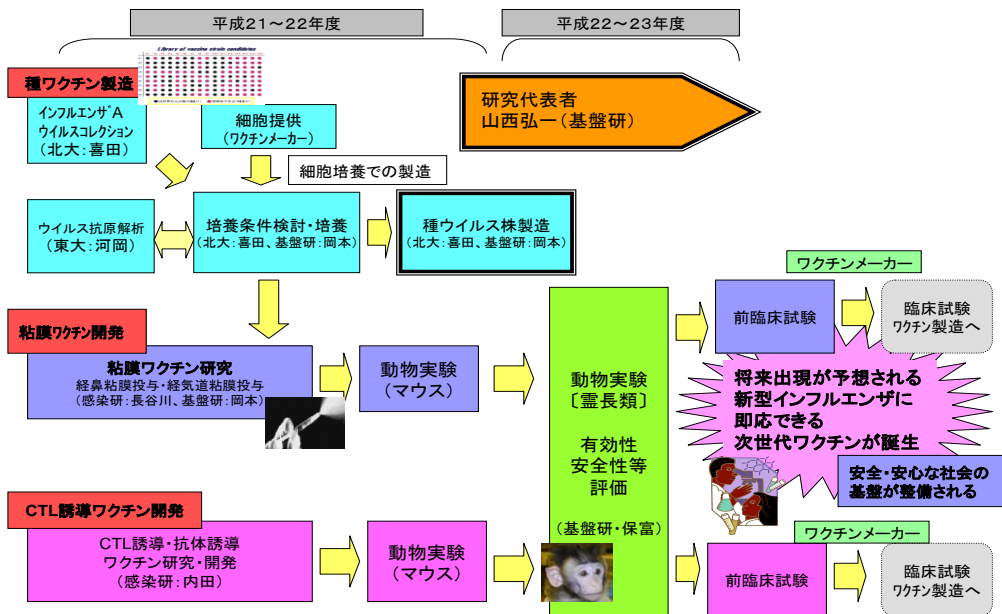 平成21～22年度
平成22～23年度
Library of vaccine strain candidates
種ワクチン製造
インフルエンザA
ウイルスコレクション
(北大:喜田)
細胞提供
(ワクチンメーカー)
研究代表者
山西弘一(基盤研)
細胞培養での製造
ウイルス抗原解析
(東大:河岡)
培養条件検討・培養
(北大:喜田、基盤研:岡本)
種ウイルス株製造
(北大:喜田、基盤研:岡本)
粘膜ワクチン開発
粘膜ワクチン研究
経鼻粘膜投与・経気道粘膜投与
(感染研:長谷川、基盤研:岡本)
動物実験
(マウス)
動物実験
〔霊長類〕
有効性
安全性等
評価
(基盤研・保富)
ワクチンメーカー
前臨床試験
臨床試験
ワクチン製造へ
将来出現が予想される
新型インフルエンザに
即応できる
次世代ワクチンが誕生
安全・安心な社会の
基盤が整備される
CTL誘導ワクチン開発
CTL誘導・抗体誘導
ワクチン研究・開発
(感染研:内田)
動物実験
(マウス)
ワクチンメーカー
前臨床試験
臨床試験
ワクチン製造へ